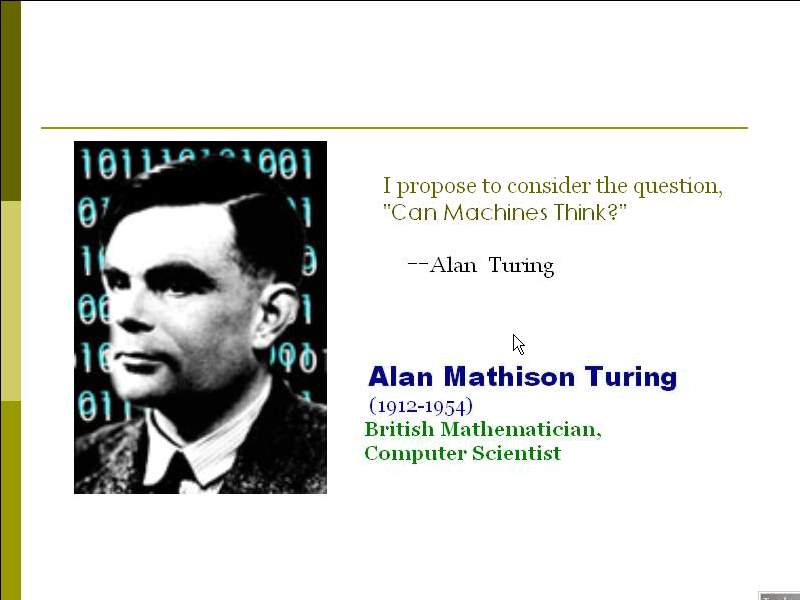 101110101001
I propose to consider the question,
"Can Machines Think?"
--Alan  Turing
Alan Mathison Turing
(1912-1954)
British Mathematician,
Computer Scientist